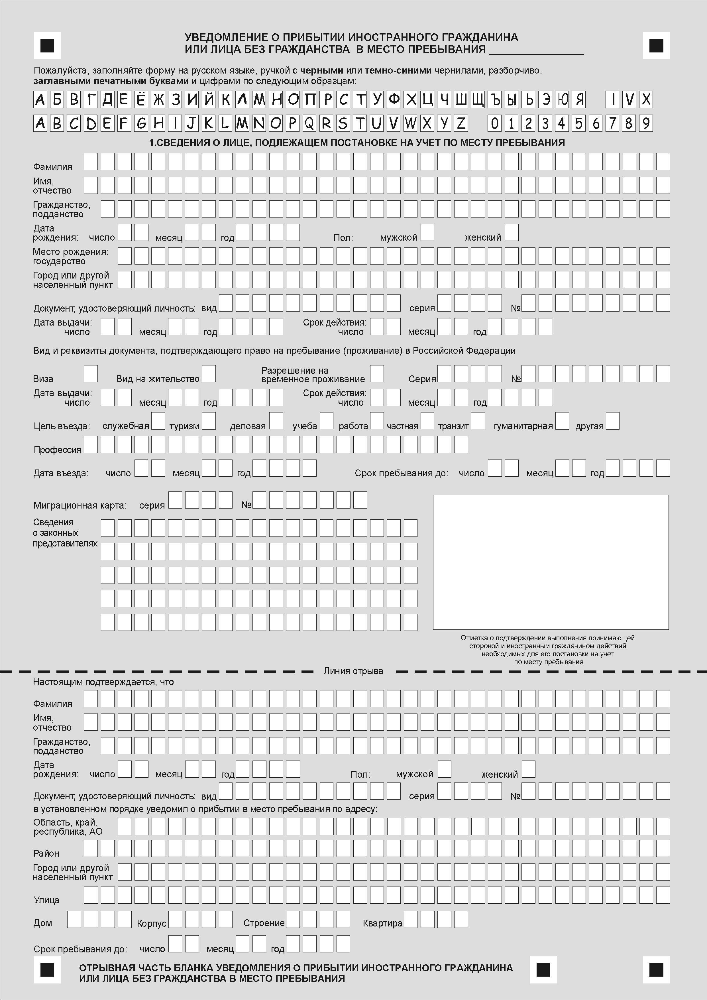 УВЕДОМЛЕНИЕ О ПРИБЫТИИ ИНОСТРАННОГО ГРАЖДАНИНА
ИЛИ ЛИЦА БЕЗ ГРАЖДАНСТВА В МЕСТО ПРЕБЫВАНИЯ
Пожалуйста, заполняйте форму на русском языке, ручкой с черными или темно-синими чернилами, разборчиво,
заглавными печатными буквами и цифрами по следующим образцам:
А Б В Г Д Е Ё Ж З И Й К Л М Н О П Р С Т У Ф Х Ц Ч Ш Щ Ъ Ы Ь Э Ю Я I V X
A B C D E F G H I J K L M N O P Q R S T U V W X Y Z 0 1 2 3 4 5 6 7 8 9
1.СВЕДЕНИЯ О ЛИЦЕ, ПОДЛЕЖАЩЕМ ПОСТАНОВКЕ НА УЧЕТ ПО МЕСТУ ПРЕБЫВАНИЯ
Фамилия
Имя,
отчество
Гражданство,
подданство
Дата
рождения: число месяц год Пол: мужской женский
Место рождения:
государство
Город или другой
населенный пункт
Документ, удостоверяющий личность: вид серия №
Дата выдачи: Срок действия:
число месяц год число месяц год
Вид и реквизиты документа, подтверждающего право на пребывание (проживание) в Российской Федерации
Разрешение на
Виза Вид на жительство временное проживание Серия №
Дата выдачи: Срок действия:
число месяц год число месяц год
Цель въезда: служебная туризм деловая учеба работа частная транзит гуманитарная другая
Профессия
Дата въезда: число месяц год Срок пребывания до: число месяц год
Миграционная карта: серия №
Сведения
о законных
представителях
Отметка о подтверждении выполнения принимающей
стороной и иностранным гражданином действий,
необходимых для его постановки на учет
по месту пребывания
Линия отрыва
Настоящим подтверждается, что
Фамилия
Имя,
отчество
Гражданство,
подданство
Дата
рождения: число месяц год Пол: мужской женский
Документ, удостоверяющий личность: вид серия №
в установленном порядке уведомил о прибытии в место пребывания по адресу:
Область, край,
республика, АО
Район
Город или другой
населенный пункт
Улица
Дом Корпус Строение Квартира
Срок пребывания до: число месяц год
ОТРЫВНАЯ ЧАСТЬ БЛАНКА УВЕДОМЛЕНИЯ О ПРИБЫТИИ ИНОСТРАННОГО ГРАЖДАНИНА
ИЛИ ЛИЦА БЕЗ ГРАЖДАНСТВА В МЕСТО ПРЕБЫВАНИЯ